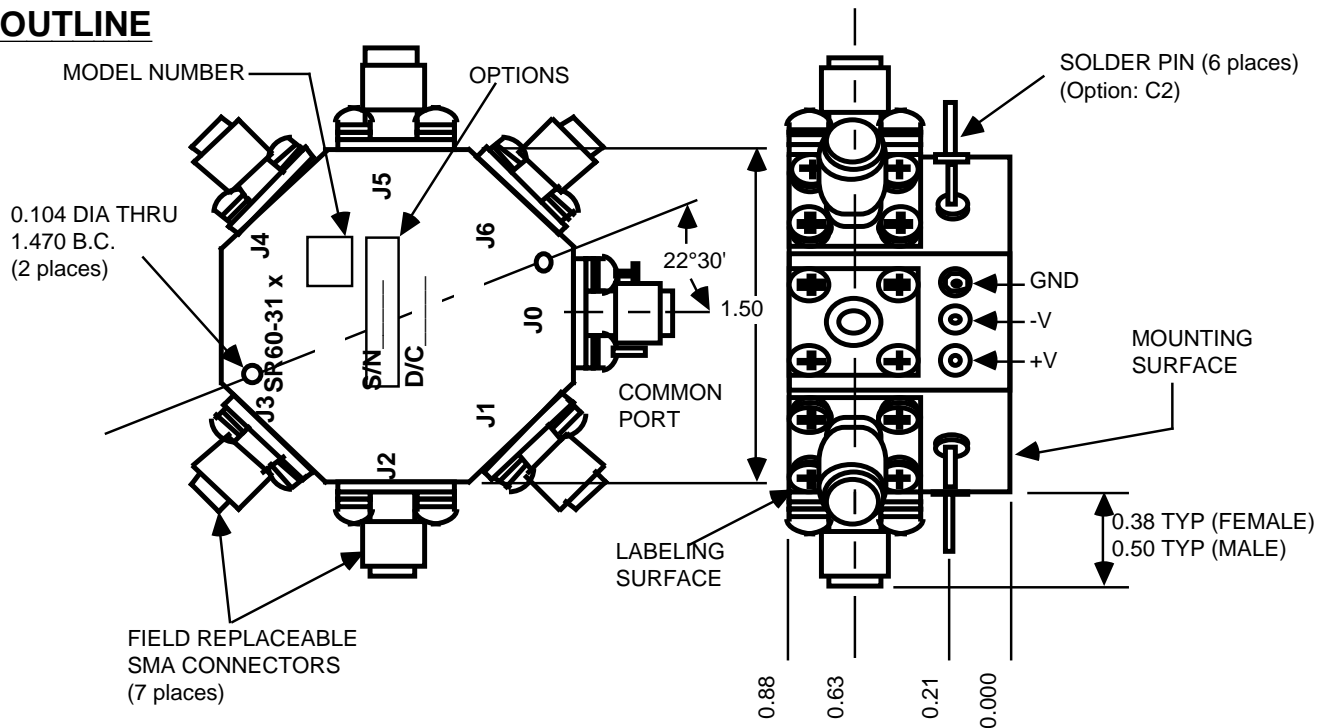 OUTLINE
MODEL NUMBER
OPTIONS
SOLDER PIN (6 places)
(Option: C2)
0.104 DIA THRU
1.470 B.C.
(2 places)
J5
J4
J6
22°30'
1.50
GND
-V
+V
MOUNTING
SURFACE
J0
SR60-31 x
S/N______
D/C______
J3
COMMON
PORT
J1
J2
LABELING
SURFACE
0.38 TYP (FEMALE)
0.50 TYP (MALE)
FIELD REPLACEABLE
SMA CONNECTORS
(7 places)
0.88
0.63
0.21
0.000